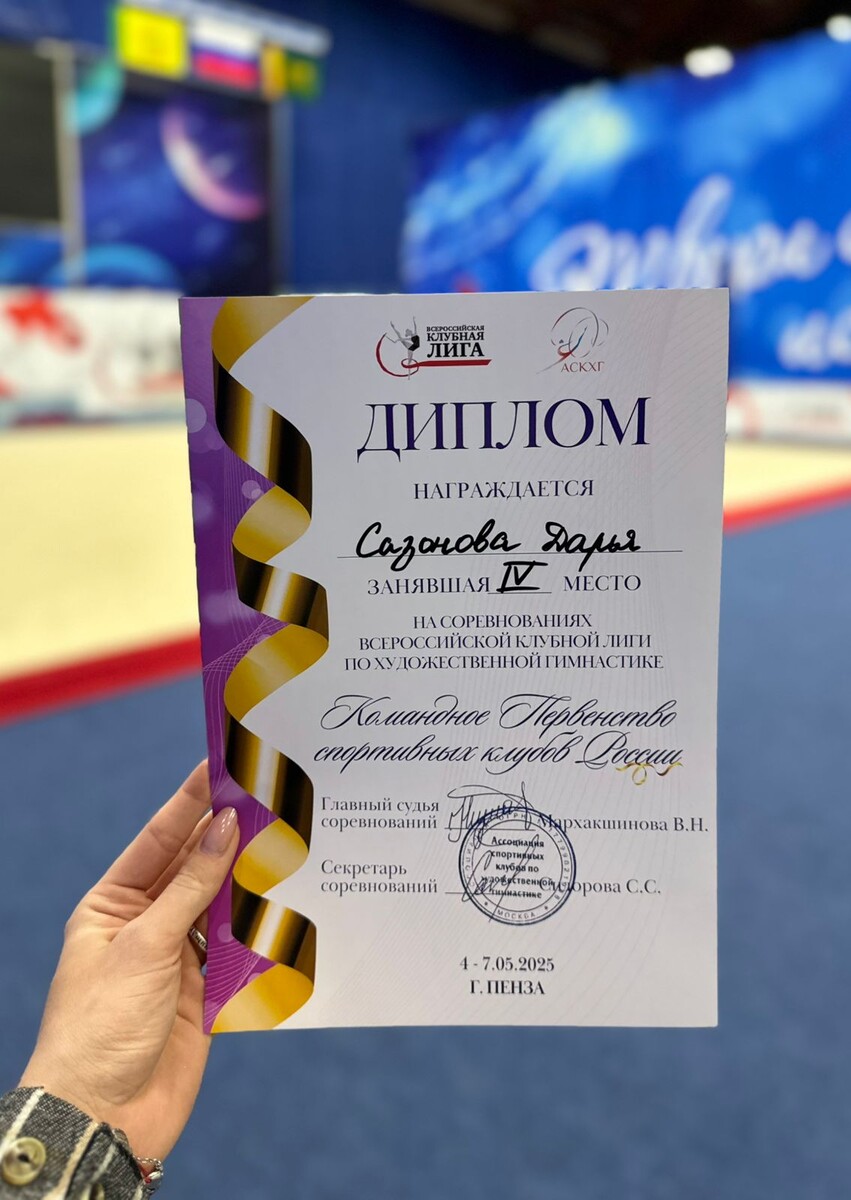 ВСЕРОССИЙСКАЯ
КЛУБНАЯ
ЛИГА
АСКХГ
ДИПЛОМ
НАГРАЖДАЕТСЯ
Сазонова Дарья
ЗАНЯВШАЯ IV МЕСТО
НА СОРЕВНОВАНИЯХ
ВСЕРОССИЙСКОЙ КЛУБНОЙ ЛИГИ
ПО ХУДОЖЕСТВЕННОЙ ГИМНАСТИКЕ
Командное Первенство
спортивных клубов России
Главный судья
соревнований Мархакшинова В.Н.
Ассоциация
спортивных
клубов по
художественной
гимнастике
МОСКВА
Секретарь
соревнований С.С.
4 - 7.05.2025
Г. ПЕНЗА